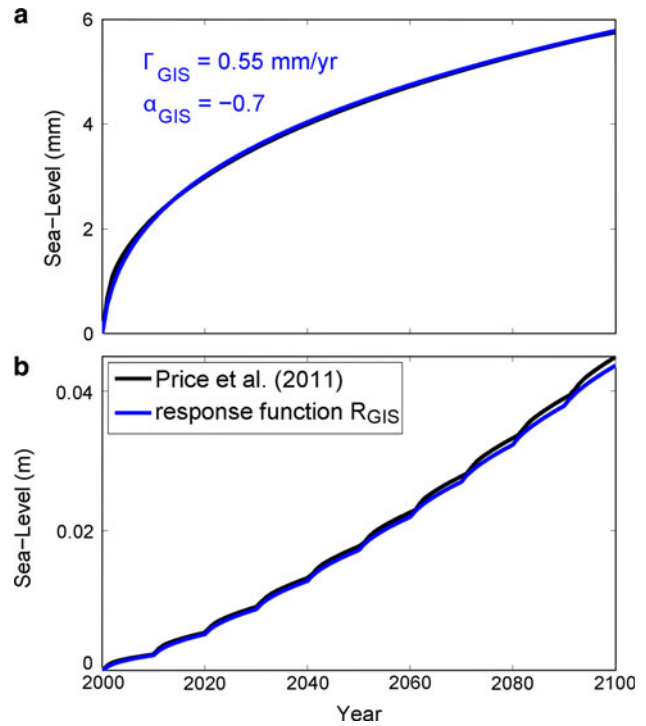 a
6
4
2
0
Sea-Level (mm)
Γ_GIS = 0.55 mm/yr
α_GIS = −0.7
b
0.04
0.02
0
Sea-Level (m)
Price et al. (2011)
response function R_GIS
2000 2020 2040 2060 2080 2100
Year